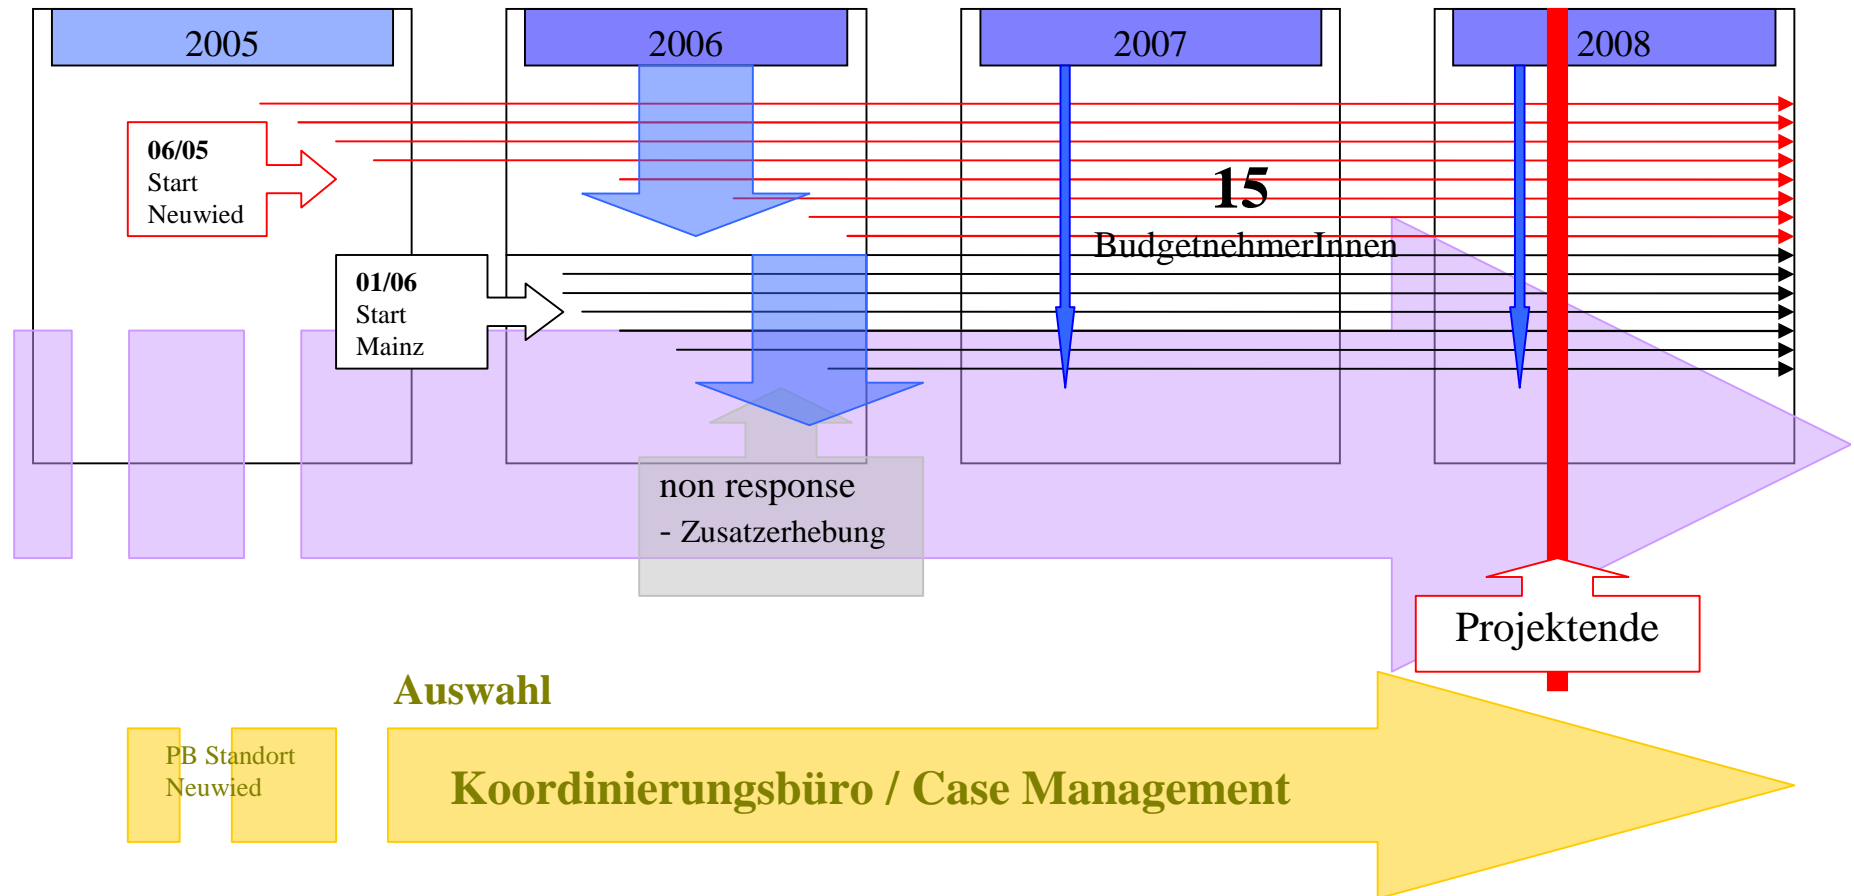 2005
2006
2007
2008
06/05
Start
Neuwied
15
BudgetnehmerInnen
01/06
Start
Mainz
non response
- Zusatzerhebung
Projektende
Auswahl
PB Standort
Neuwied
Koordinierungsbüro / Case Management